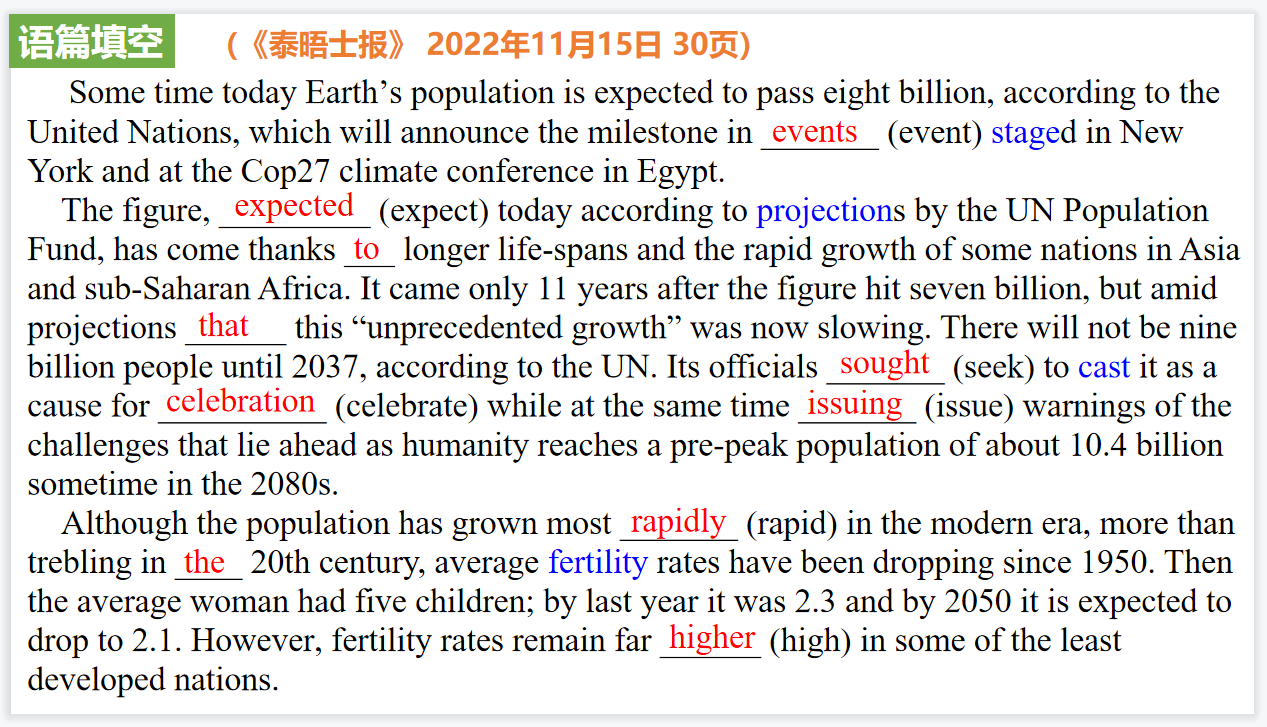 语篇填空 (《泰晤士报》 2022年11月15日 30页)
Some time today Earth’s population is expected to pass eight billion, according to the
United Nations, which will announce the milestone in events (event) staged in New
York and at the Cop27 climate conference in Egypt.
The figure, expected (expect) today according to projections by the UN Population
Fund, has come thanks to longer life-spans and the rapid growth of some nations in Asia
and sub-Saharan Africa. It came only 11 years after the figure hit seven billion, but amid
projections that this “unprecedented growth” was now slowing. There will not be nine
billion people until 2037, according to the UN. Its officials sought (seek) to cast it as a
cause for celebration (celebrate) while at the same time issuing (issue) warnings of the
challenges that lie ahead as humanity reaches a pre-peak population of about 10.4 billion
sometime in the 2080s.
Although the population has grown most rapidly (rapid) in the modern era, more than
trebling in the 20th century, average fertility rates have been dropping since 1950. Then
the average woman had five children; by last year it was 2.3 and by 2050 it is expected to
drop to 2.1. However, fertility rates remain far higher (high) in some of the least
developed nations.